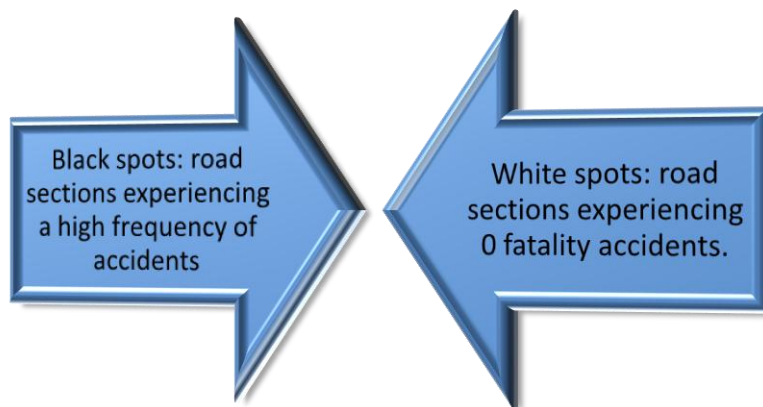 Black spots: road
sections experiencing
a high frequency of
accidents
White spots: road
sections experiencing
0 fatality accidents.